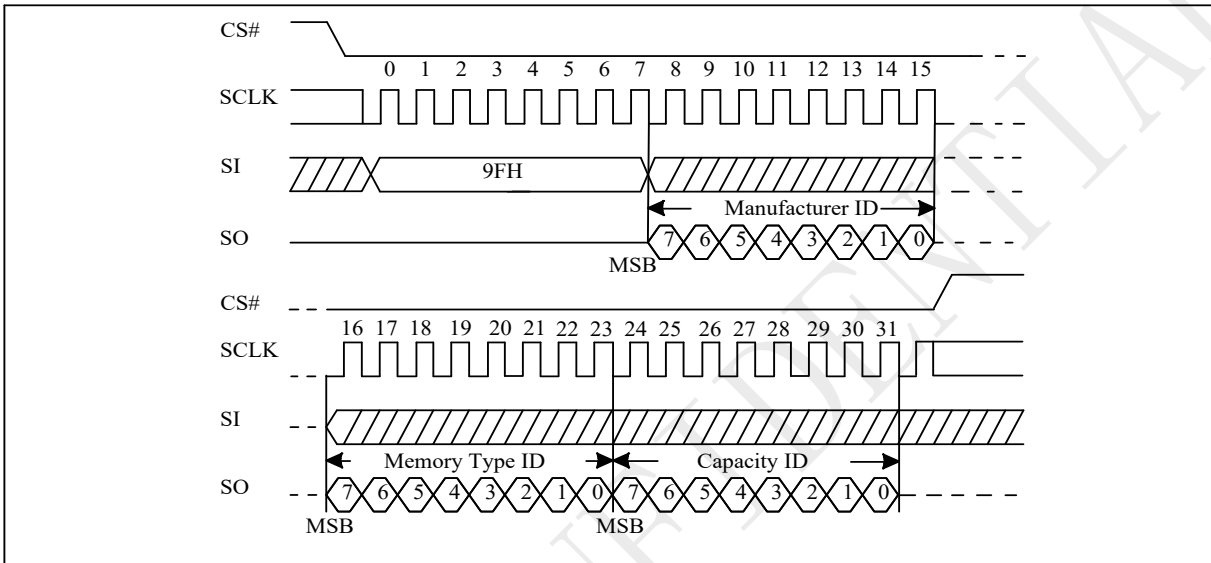 CS#
0 1 2 3 4 5 6 7 8 9 10 11 12 13 14 15
SCLK
SI 9FH
Manufacturer ID
SO 7 6 5 4 3 2 1 0
MSB
CS#
16 17 18 19 20 21 22 23 24 25 26 27 28 29 30 31
SCLK
SI
Memory Type ID Capacity ID
SO 7 6 5 4 3 2 1 0 7 6 5 4 3 2 1 0
MSB MSB